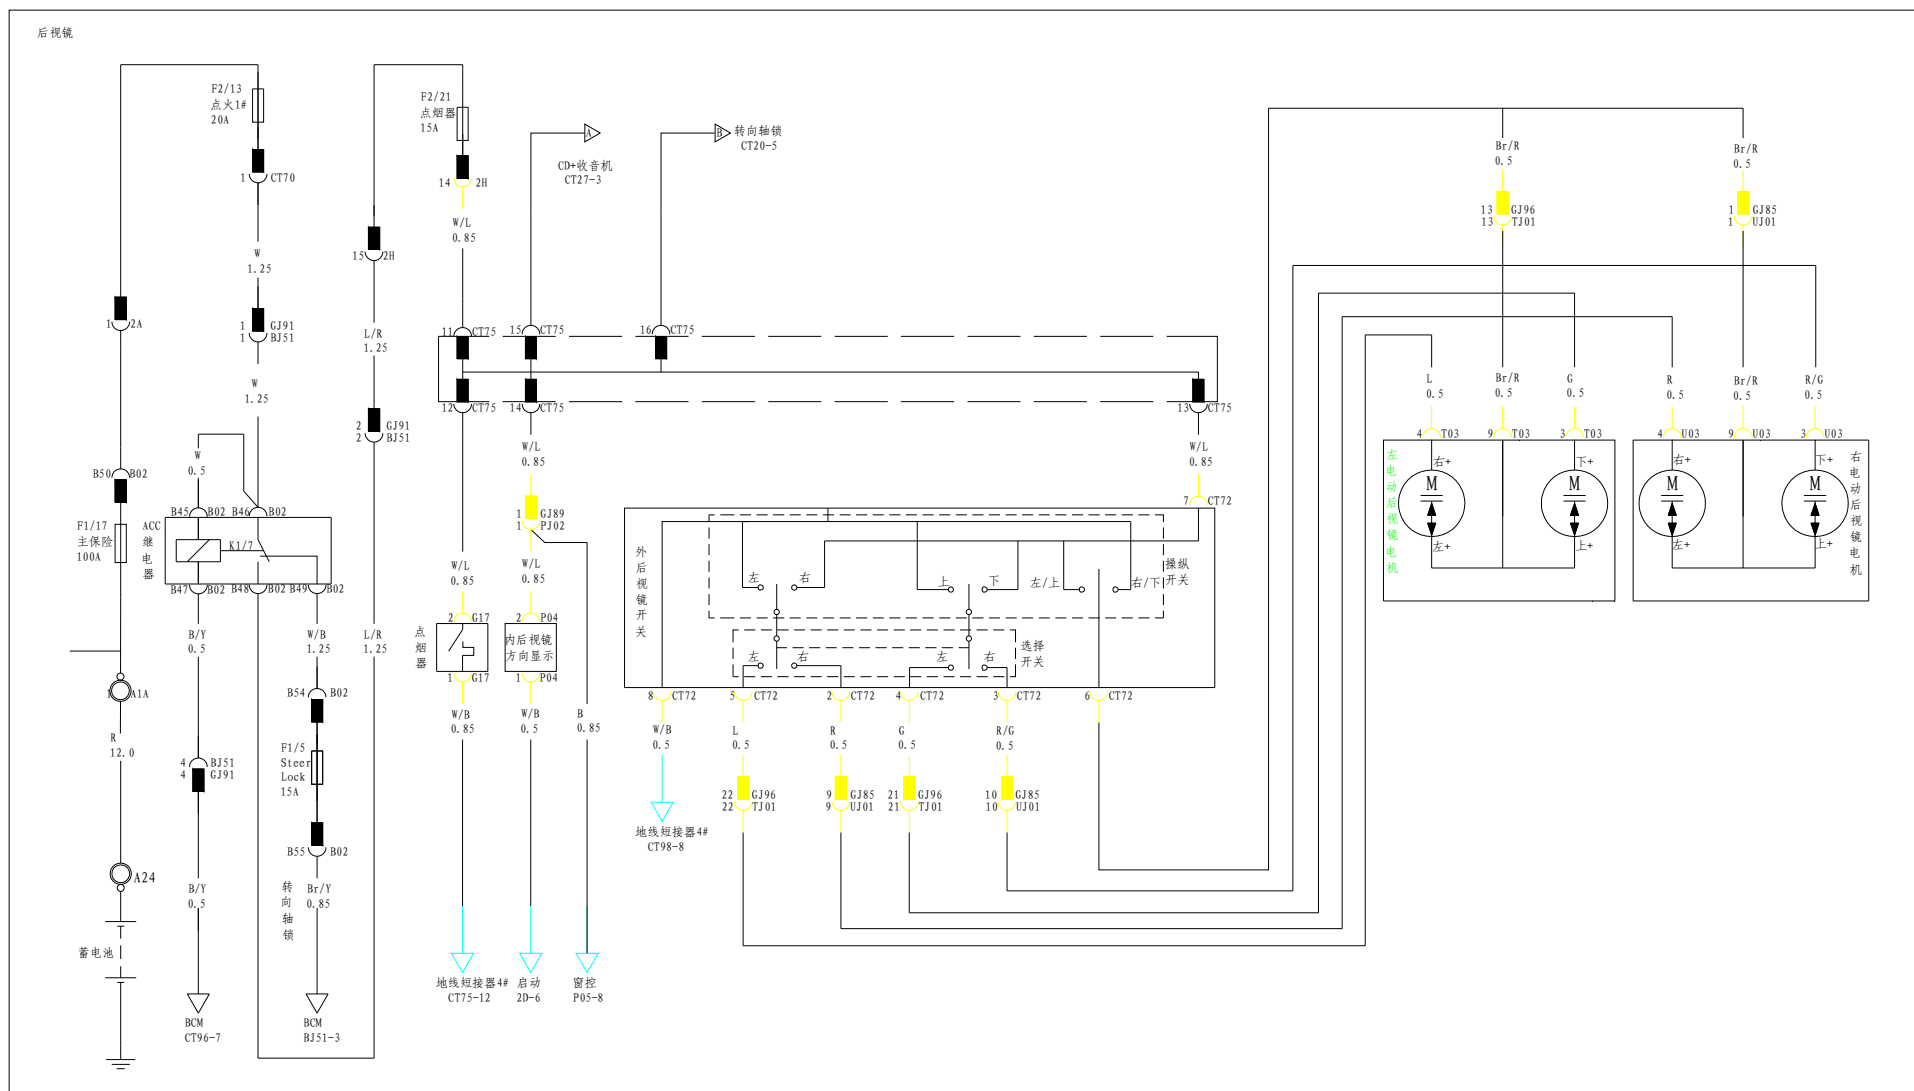 后视镜
F2/13
点火1#
20A
1 CT70
W
1.25
1 GJ91
1 BJ51
W
1.25
1 2A
B50 B02
F1/17
主保险
100A
1 A1A
R
12.0
A24
蓄电池
W
0.5
B45 B02 B46 B02
ACC继电器
K1/7
B47 B02 B48 B02 B49 B02
B/Y
0.5
W/B
1.25
L/R
1.25
4 BJ51
4 GJ91
B/Y
0.5
BCM
CT96-7
B54 B02
F1/5
Steer
Lock
15A
B55 B02
转向轴锁
Br/Y
0.85
BCM
BJ51-3
15 2H
L/R
1.25
2 GJ91
2 BJ51
F2/21
点烟器
15A
14 2H
W/L
0.85
A
CD+收音机
CT27-3
B 转向轴锁
CT20-5
11 CT75 15 CT75 16 CT75
12 CT75 14 CT75 13 CT75
W/L
0.85
1 GJ89
1 PJ02
W/L
0.85
W/L
0.85
2 G17 2 P04
点烟器
内后视镜
方向显示
1 G17 1 P04
W/B
0.85
W/B
0.5
B
0.85
地线短接器4#
CT75-12
启动
2D-6
窗控
P05-8
W/L
0.85
7 CT72
外后视镜开关
左 右 上 下 左/上 右/下
操纵
开关
左 右 左 右
选择
开关
8 CT72 5 CT72 2 CT72 4 CT72 3 CT72 6 CT72
W/B
0.5
L
0.5
R
0.5
G
0.5
R/G
0.5
22 GJ96
22 TJ01
9 GJ85
9 UJ01
21 GJ96
21 TJ01
10 GJ85
10 UJ01
地线短接器4#
CT98-8
Br/R
0.5
Br/R
0.5
13 GJ96
13 TJ01
1 GJ85
1 UJ01
L
0.5
Br/R
0.5
G
0.5
R
0.5
Br/R
0.5
R/G
0.5
4 T03 9 T03 3 T03 4 U03 9 U03 3 U03
左电动后视镜电机
右+ 下+
M M
左+ 上+
右+ 下+
M M
左+ 上+
右电动后视镜电机